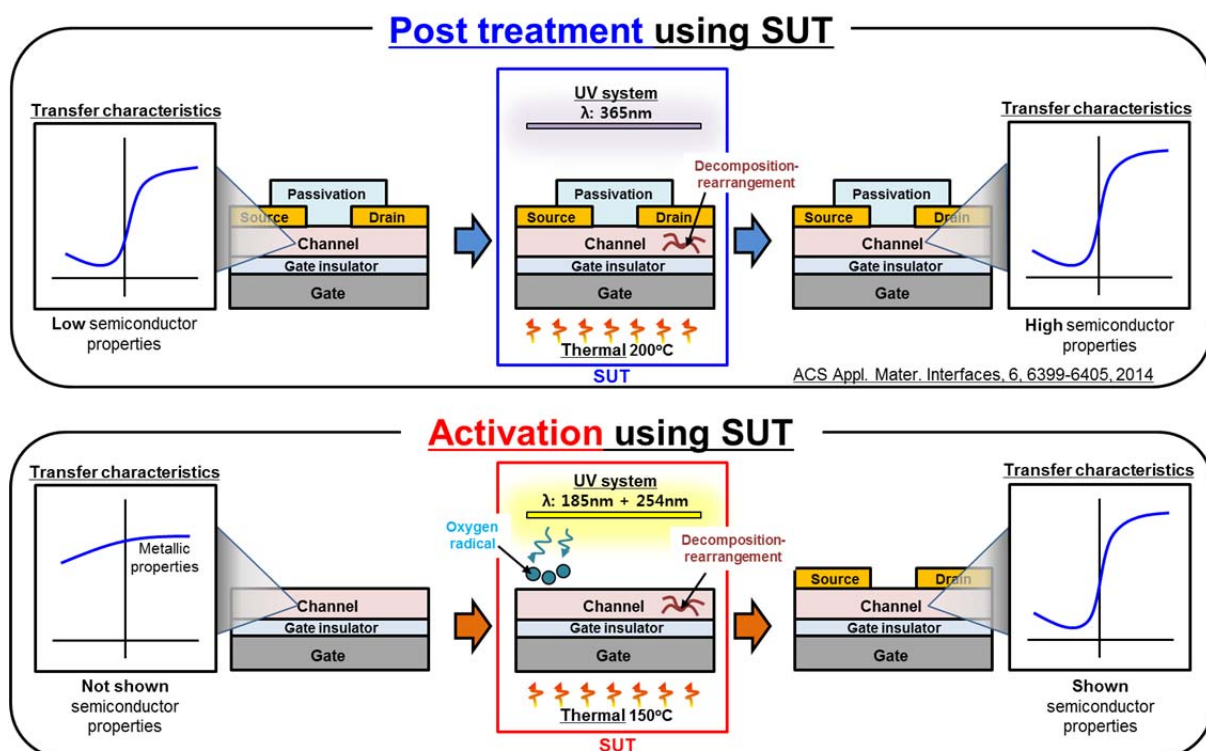 Post treatment using SUT
Transfer characteristics
Low semiconductor
properties
Passivation
Source
Drain
Channel
Gate insulator
Gate
UV system
λ: 365nm
Decomposition-
rearrangement
Passivation
Source
Drain
Channel
Gate insulator
Gate
Thermal 200°C
SUT
Passivation
Source
Drain
Channel
Gate insulator
Gate
Transfer characteristics
High semiconductor
properties
ACS Appl. Mater. Interfaces, 6, 6399-6405, 2014
Activation using SUT
Transfer characteristics
Metallic
properties
Not shown
semiconductor
properties
Channel
Gate insulator
Gate
UV system
λ: 185nm + 254nm
Oxygen
radical
Decomposition-
rearrangement
Channel
Gate insulator
Gate
Thermal 150°C
SUT
Source
Drain
Channel
Gate insulator
Gate
Transfer characteristics
Shown
semiconductor
properties